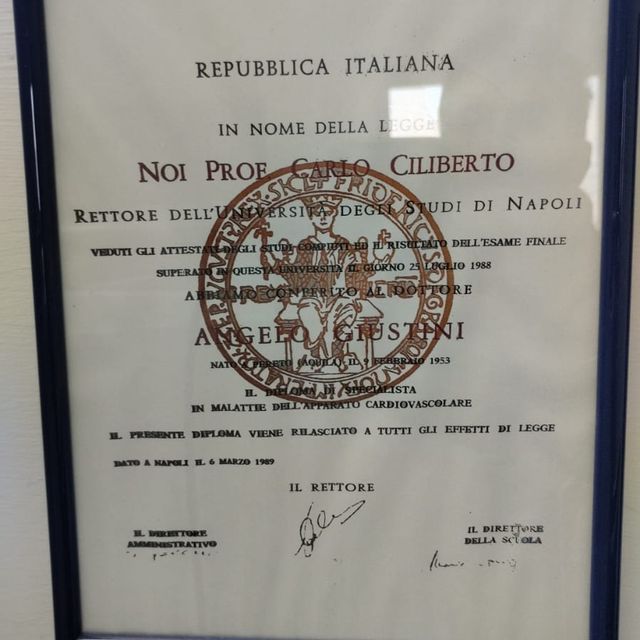 REPUBBLICA ITALIANA
IN NOME DELLA LEGGE
NOI PROF. CARLO CILIBERTO
RETTORE DELL'UNIVERSITÀ DEGLI STUDI DI NAPOLI
VEDUTI GLI ATTESTATI DEGLI STUDI COMPIUTI ED IL RISULTATO DELL'ESAME FINALE
SUPERATO IN QUESTA UNIVERSITÀ IL GIORNO 25 LUGLIO 1988
ABBIAMO CONFERITO AL DOTTORE
ANGELO GIUSTINI
NATO A PERETO (AQUILA) IL 9 FEBBRAIO 1953
IL DIPLOMA DI SPECIALISTA
IN MALATTIE DELL'APPARATO CARDIOVASCOLARE
IL PRESENTE DIPLOMA VIENE RILASCIATO A TUTTI GLI EFFETTI DI LEGGE
DATO A NAPOLI IL 6 MARZO 1989
IL RETTORE
IL DIRETTORE
AMMINISTRATIVO
IL DIRETTORE
DELLA SCUOLA